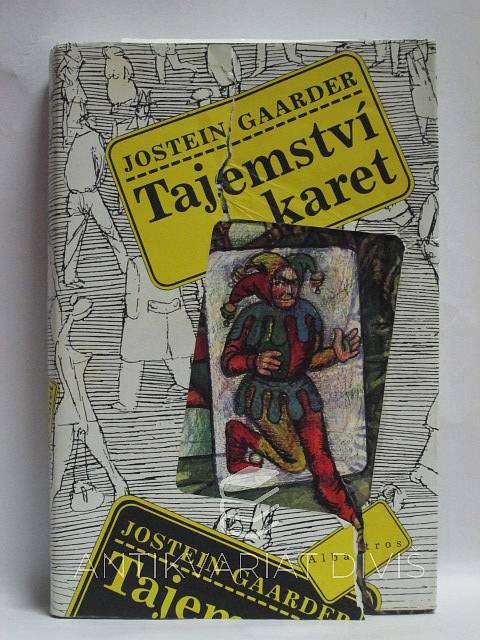 JOSTEIN GAARDER
Tajemství
karet
Albatros
JOSTEIN GAARDER
Tajem
ANTIKVARIÁT DIVIŠ